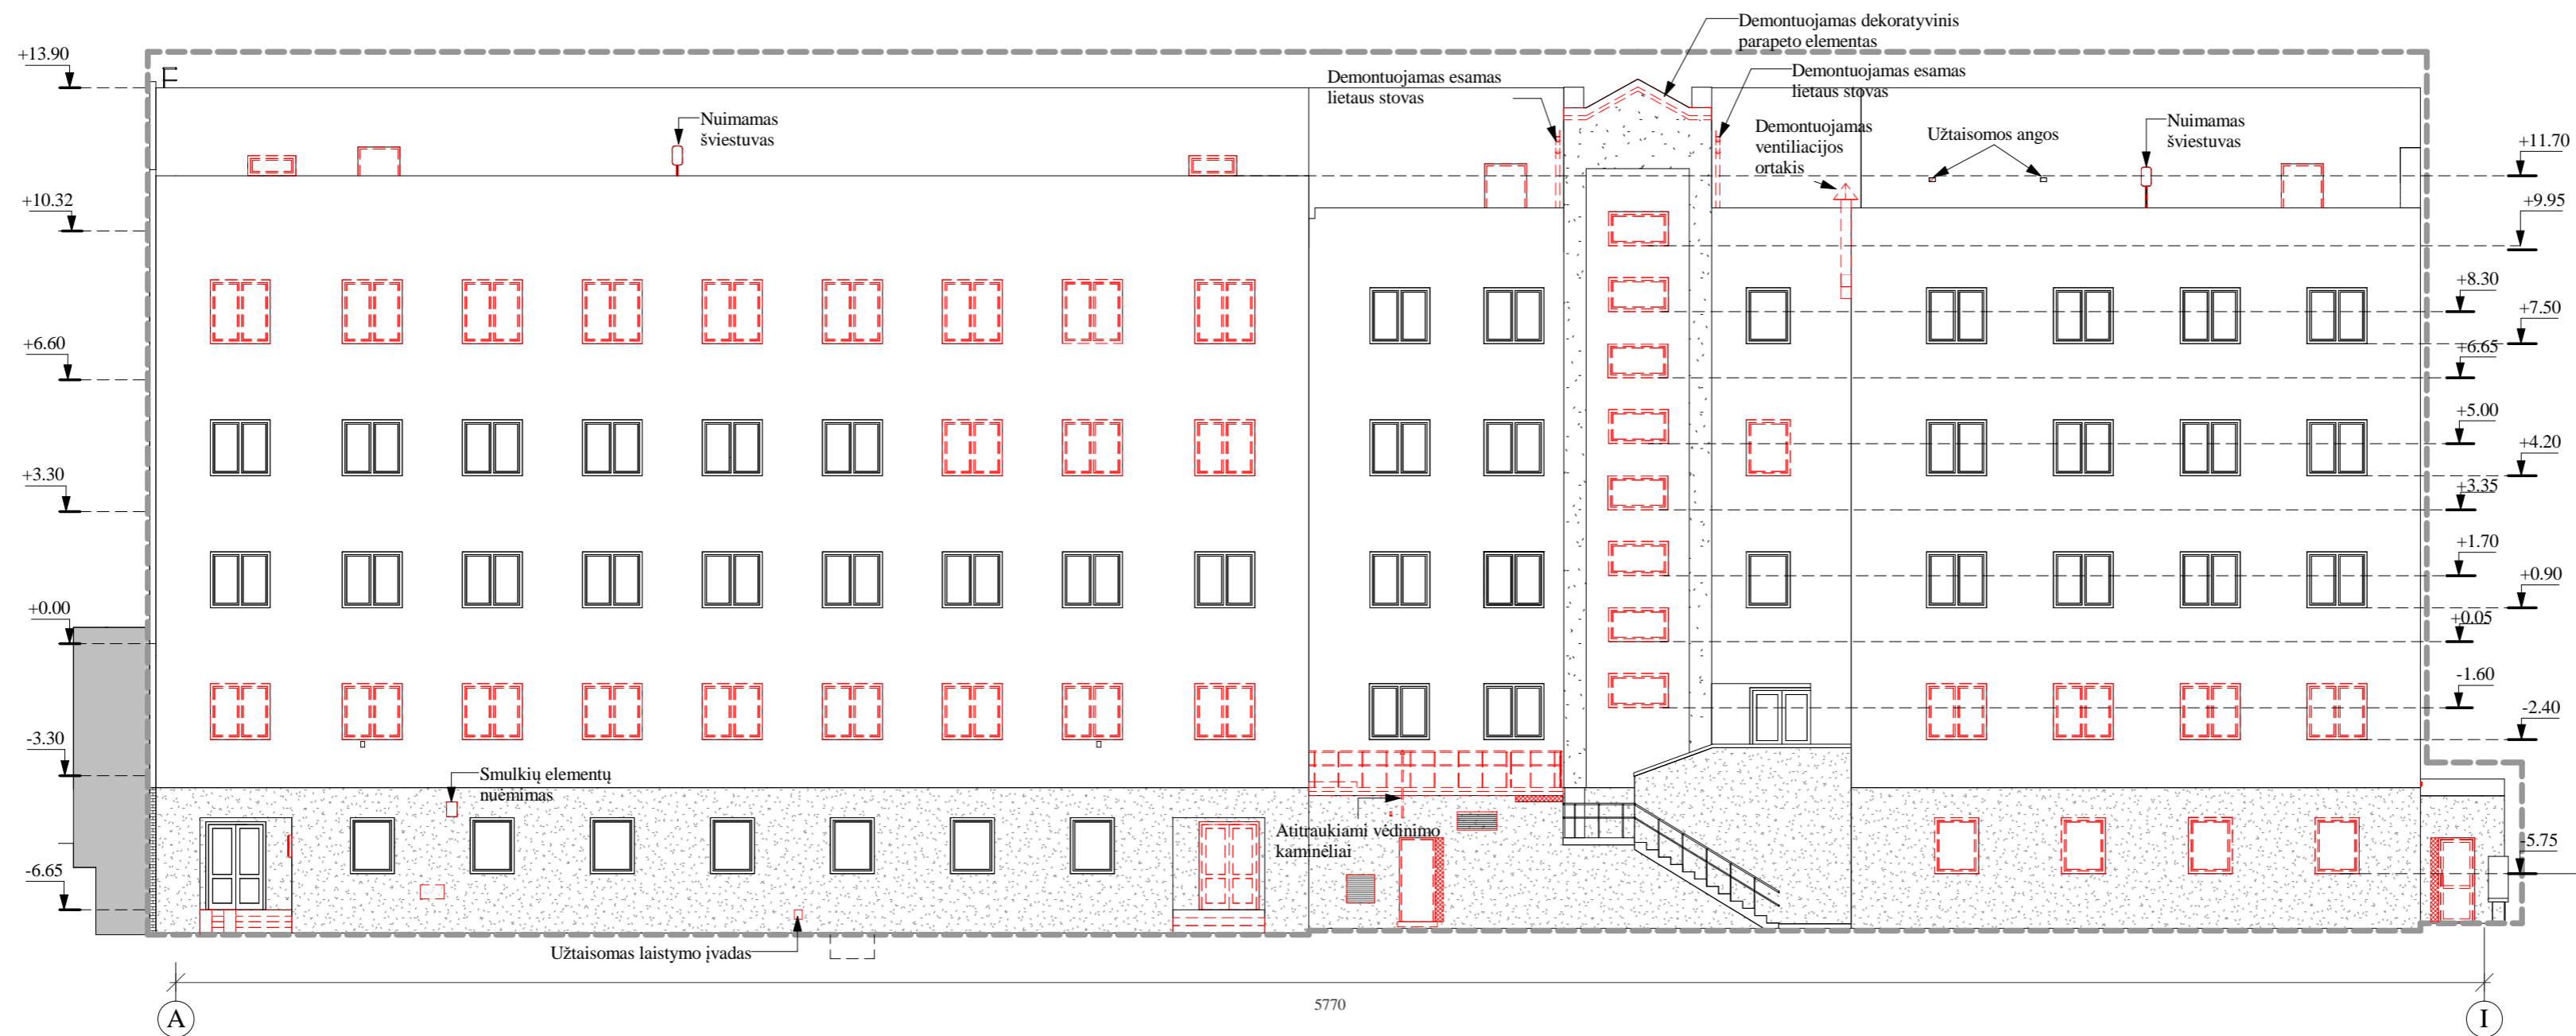 Demontuojamas dekoratyvinis
parapeto elementas
+13.90
F
Demontuojamas esamas
lietaus stovas
Demontuojamas esamas
lietaus stovas
Nuimamas
šviestuvas
Demontuojamas
ventiliacijos
ortakis
Užtaisomos angos
Nuimamas
šviestuvas
+11.70
+10.32
+9.95
+8.30
+7.50
+6.60
+6.65
+5.00
+4.20
+3.30
+3.35
+1.70
+0.90
+0.00
+0.05
-1.60
-2.40
-3.30
Smulkių elementų
nuėmimas
Atitraukiami vėdinimo
kaminėliai
-5.75
-6.65
Užtaisomas laistymo įvadas
5770
A
I